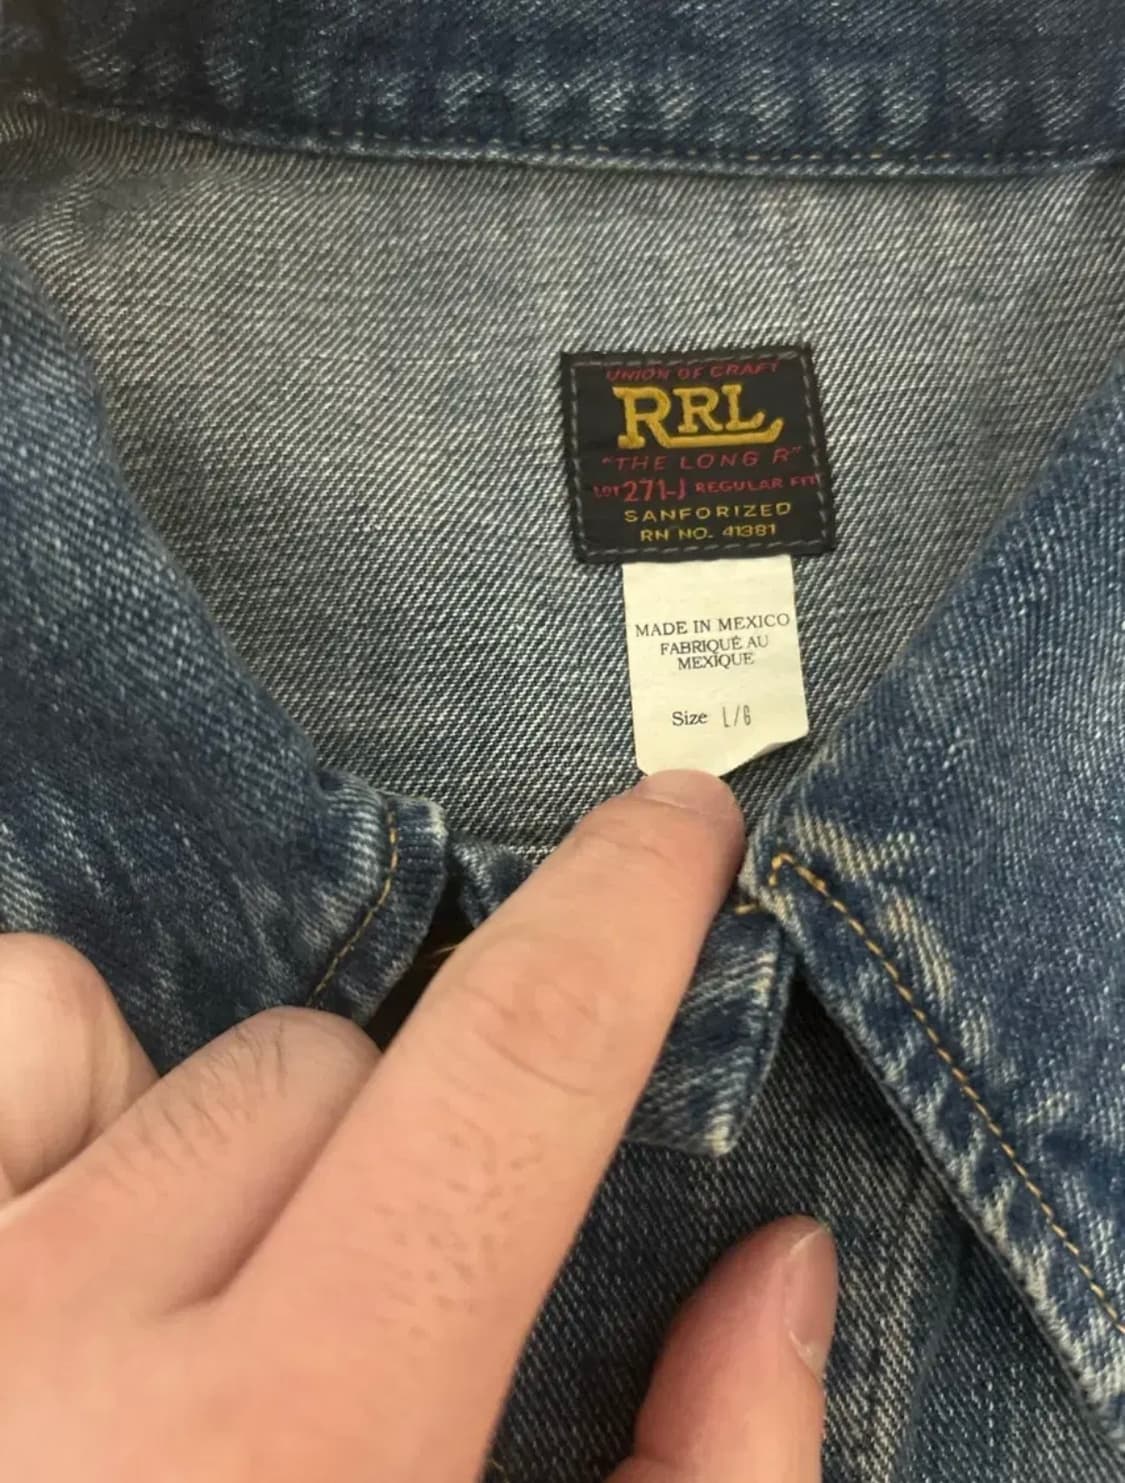 UNION OF CRAFT
RRL
"THE LONG R"
LOT 271-J REGULAR FIT
SANFORIZED
RN NO. 41381
MADE IN MEXICO
FABRIQUÉ AU
MEXIQUE
Size L/G